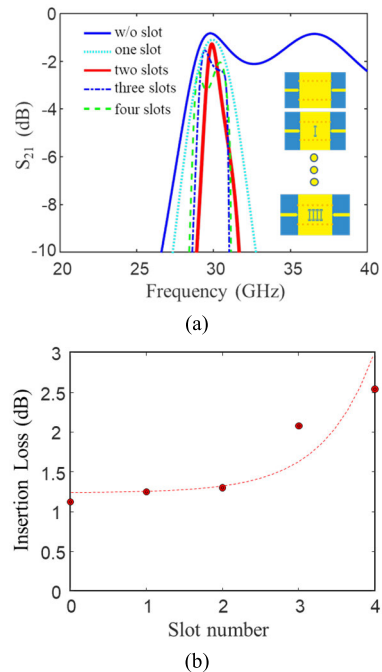 0
w/o slot
one slot
-2
two slots
three slots
-4
four slots
S21 (dB)
-6
-8
-10
20 25 30 35 40
Frequency (GHz)
(a)
3
2.5
2
1.5
1
0.5
0
Insertion Loss (dB)
0 1 2 3 4
Slot number
(b)